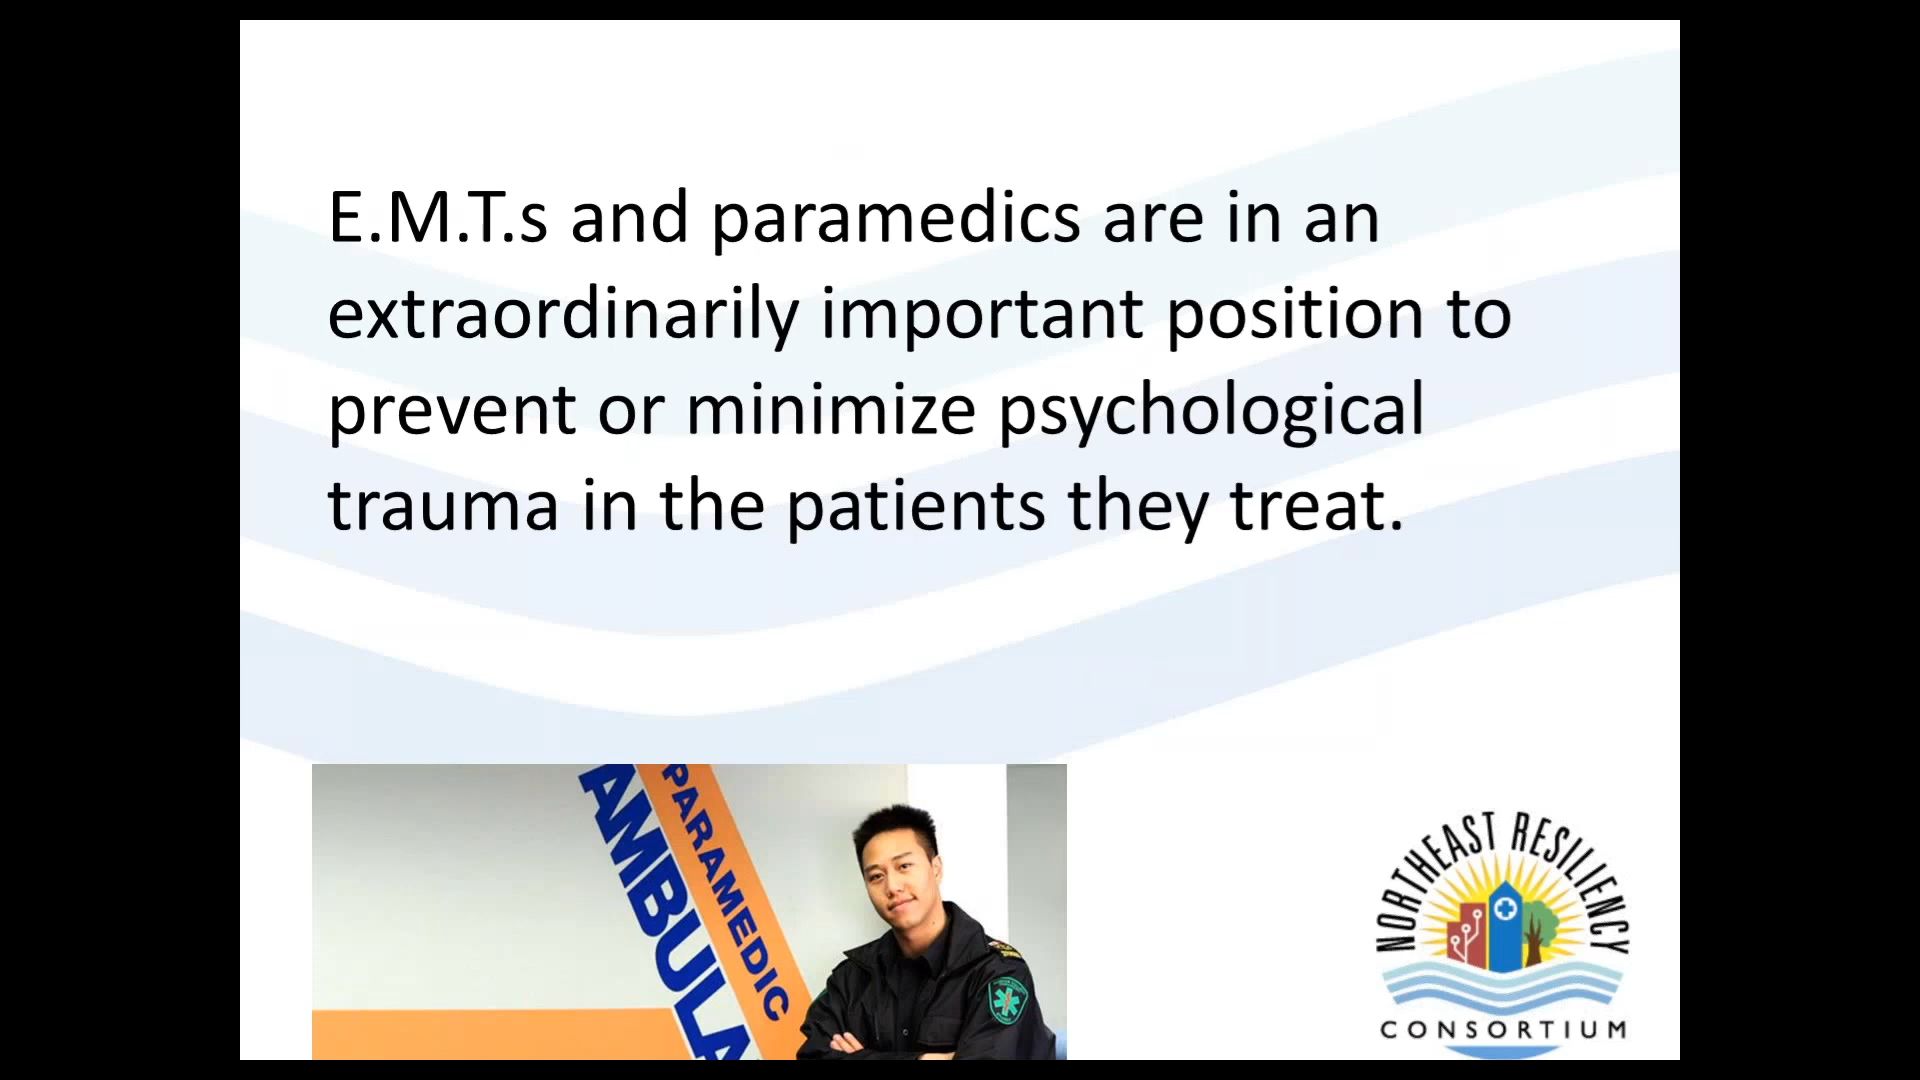 E.M.T.s and paramedics are in an
extraordinarily important position to
prevent or minimize psychological
trauma in the patients they treat.
PARAMEDIC
AMBULA
NORTHEAST RESILIENCY
CONSORTIUM